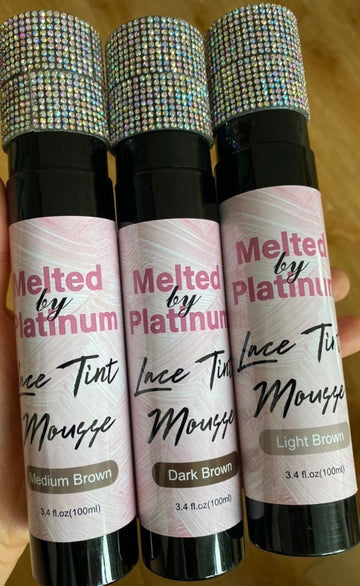 Melted
by
Platinum
Lace Tint
Mousse
Medium Brown
3.4 fl.oz(100ml)
Melted
by
Platinum
Lace Tint
Mousse
Dark Brown
3.4 fl.oz(100ml)
Melted
by
Platinum
Lace Tint
Mousse
Light Brown
3.4 fl.oz(100ml)